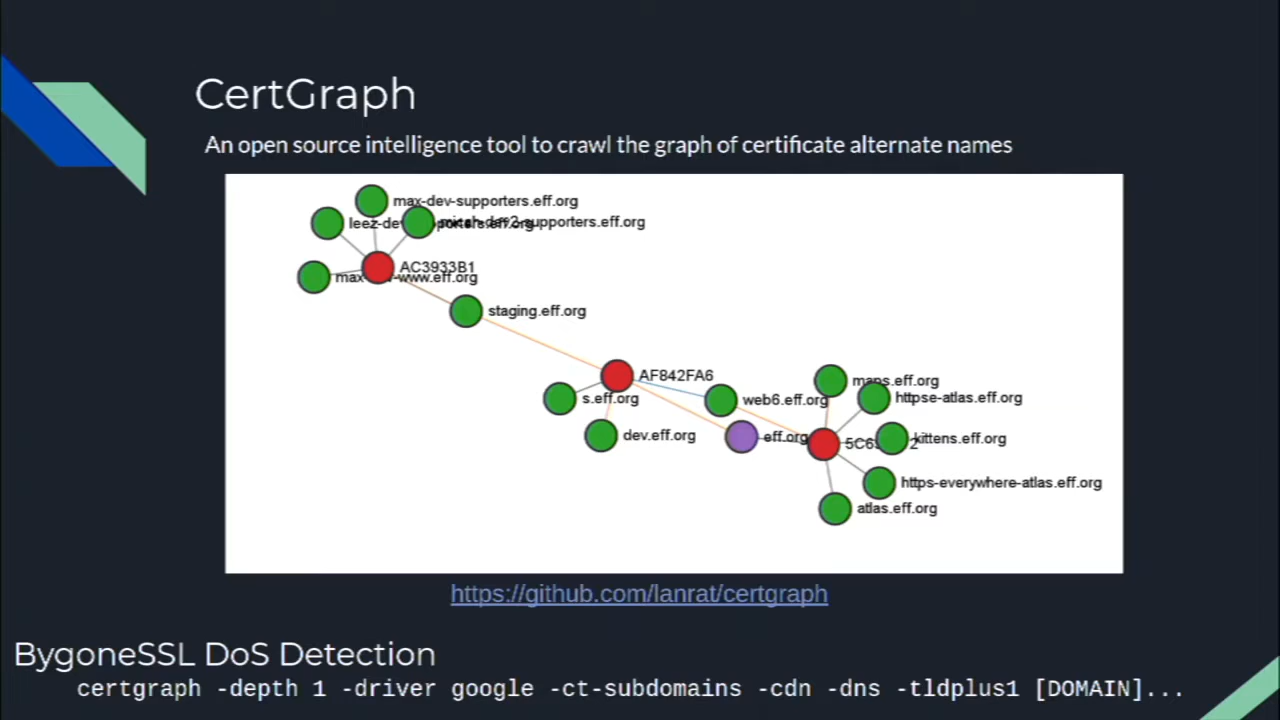 CertGraph
An open source intelligence tool to crawl the graph of certificate alternate names
max-dev-supporters.eff.org
AC3933B1
staging.eff.org
AF842FA6
s.eff.org
web6.eff.org
dev.eff.org
eff.org
maps.eff.org
httpse-atlas.eff.org
kittens.eff.org
https-everywhere-atlas.eff.org
atlas.eff.org
https://github.com/lanrat/certgraph
BygoneSSL DoS Detection
certgraph -depth 1 -driver google -ct-subdomains -cdn -dns -tldplus1 [DOMAIN]...